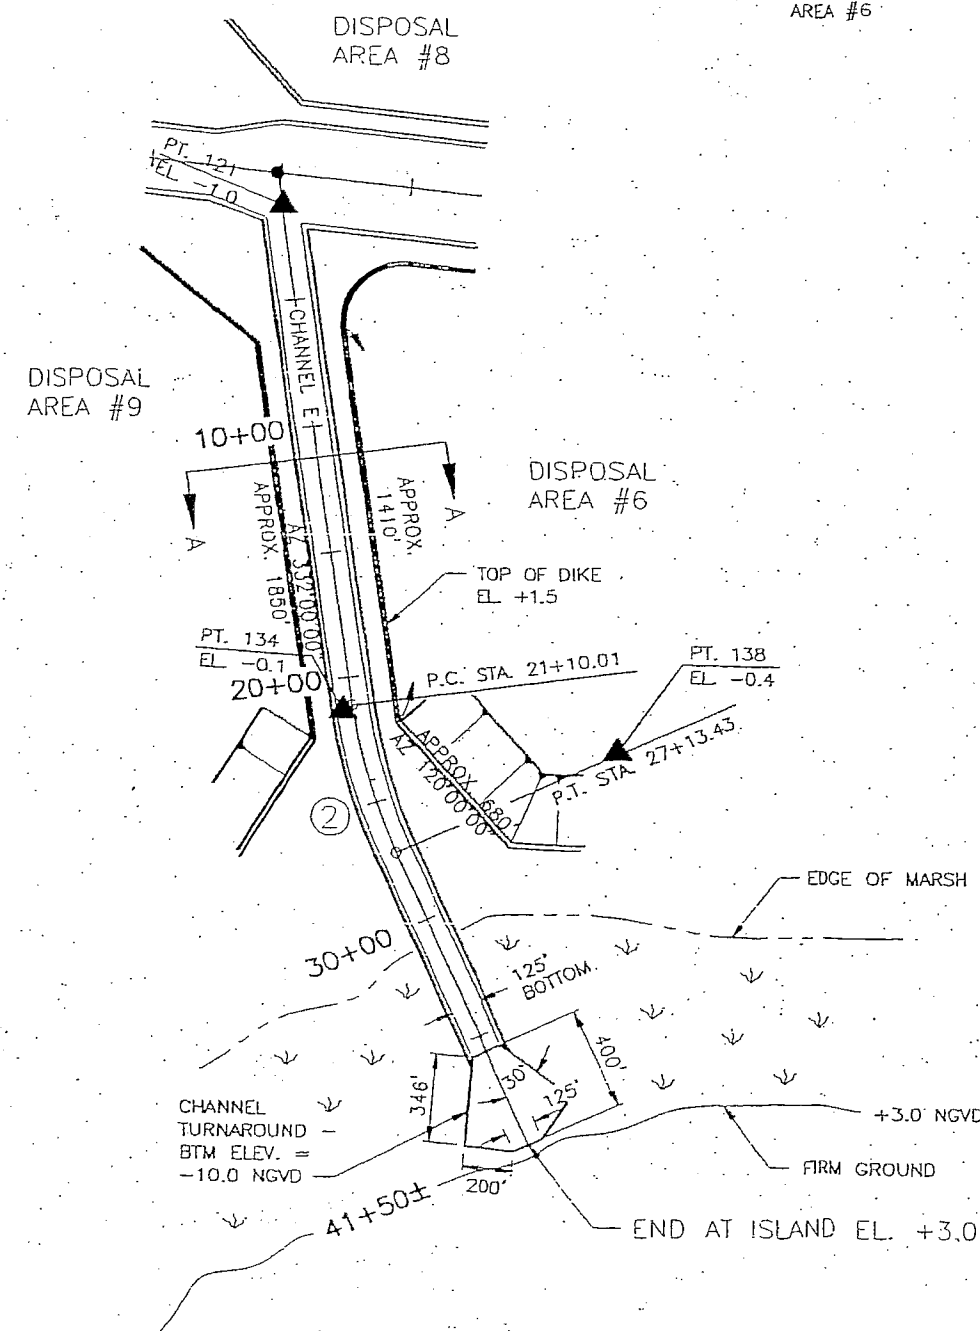 AREA #6
DISPOSAL
AREA #8
PT. 121
EL -1.0
CHANNEL E
DISPOSAL
AREA #9
10+00
DISPOSAL
AREA #6
A
A
APPROX.
1410'
APPROX. 1850'
AZ 332°00'00"
TOP OF DIKE
EL +1.5
PT. 134
EL -0.1
20+00
P.C. STA. 21+10.01
PT. 138
EL -0.4
P.T. STA. 27+13.43
APPROX. 680'
AZ 120°00'00"
2
EDGE OF MARSH
30+00
125'
BOTTOM
400'
30'
125'
346'
CHANNEL
TURNAROUND -
BTM ELEV. =
-10.0 NGVD
+3.0 NGVD
FIRM GROUND
200'
41+50±
END AT ISLAND EL. +3.0